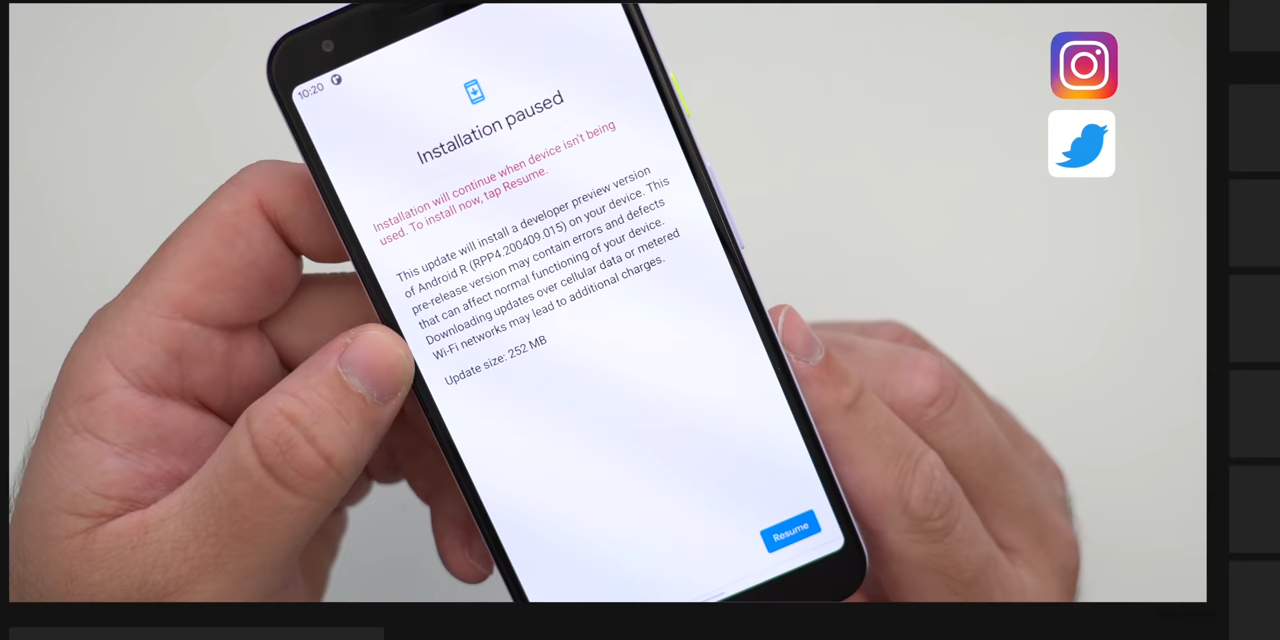 10:20
Installation paused
Installation will continue when device isn't being
used. To install now, tap Resume.
This update will install a developer preview version
of Android R (RPP4.200409.015) on your device. This
pre-release version may contain errors and defects
that can affect normal functioning of your device.
Downloading updates over cellular data or metered
Wi-Fi networks may lead to additional charges.
Update size: 252 MB
Resume